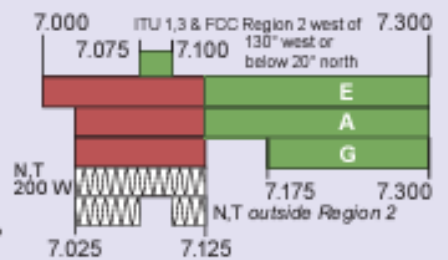 7.000 ITU 1,3 & FCC Region 2 west of 7.300
7.075 7.100 130° west or
below 20° north
E
A
G
N,T
200 W
7.175 7.300
N,T outside Region 2
7.025 7.125